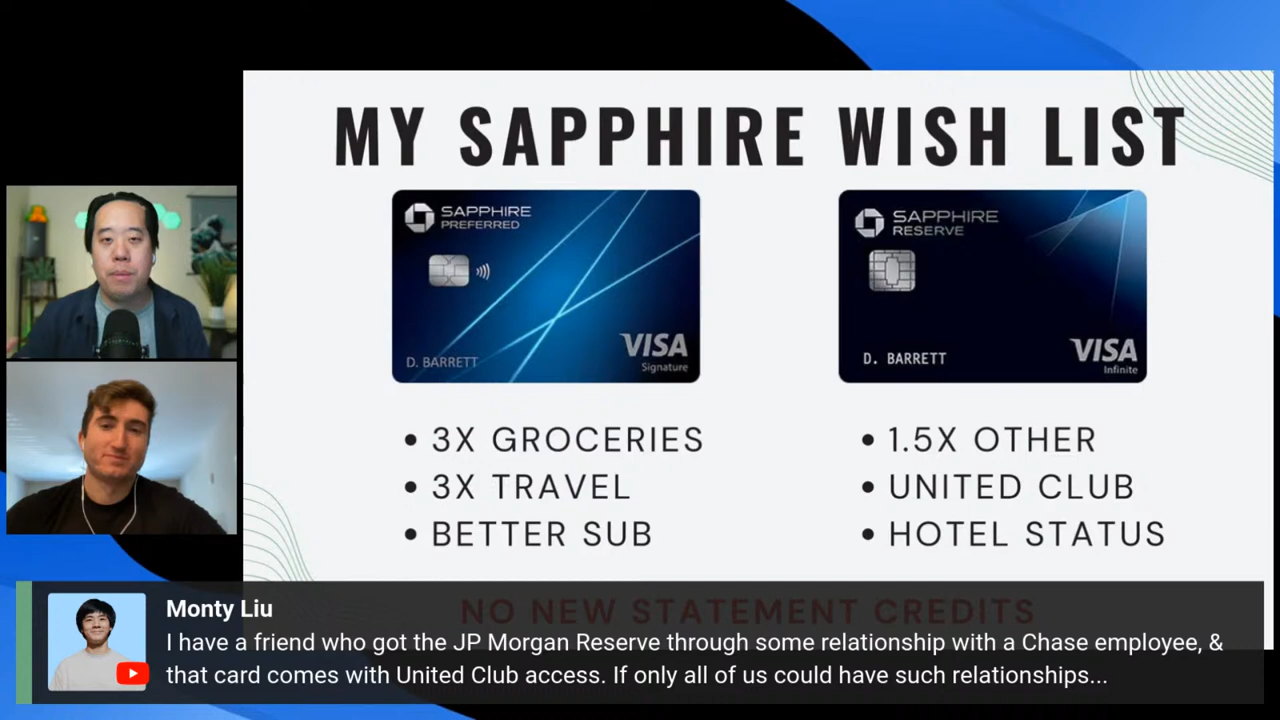 MY SAPPHIRE WISH LIST
SAPPHIRE
PREFERRED
D. BARRETT
VISA
Signature
SAPPHIRE
RESERVE
D. BARRETT
VISA
Infinite
• 3X GROCERIES
• 3X TRAVEL
• BETTER SUB
• 1.5X OTHER
• UNITED CLUB
• HOTEL STATUS
NO NEW STATEMENT CREDITS
Monty Liu
I have a friend who got the JP Morgan Reserve through some relationship with a Chase employee, &
that card comes with United Club access. If only all of us could have such relationships...